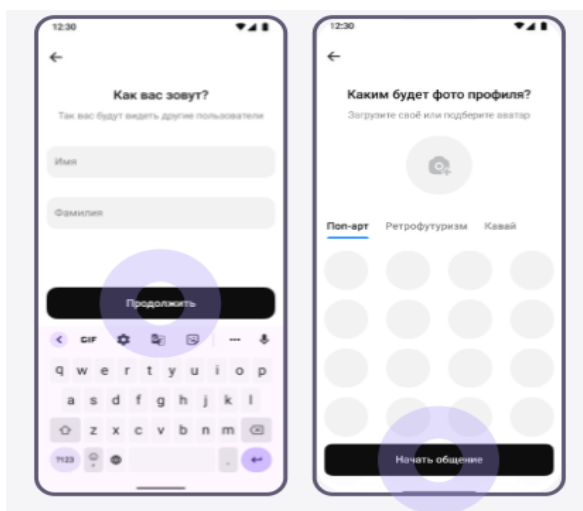 12:30
Как вас зовут?
Так вас будут видеть другие пользователи
Имя
Фамилия
Продолжить
GIF
q w e r t y u i o p
a s d f g h j k l
z x c v b n m
?123 , .
12:30
Каким будет фото профиля?
Загрузите своё или подберите аватар
Поп-арт Ретрофутуризм Кавай
Начать общение